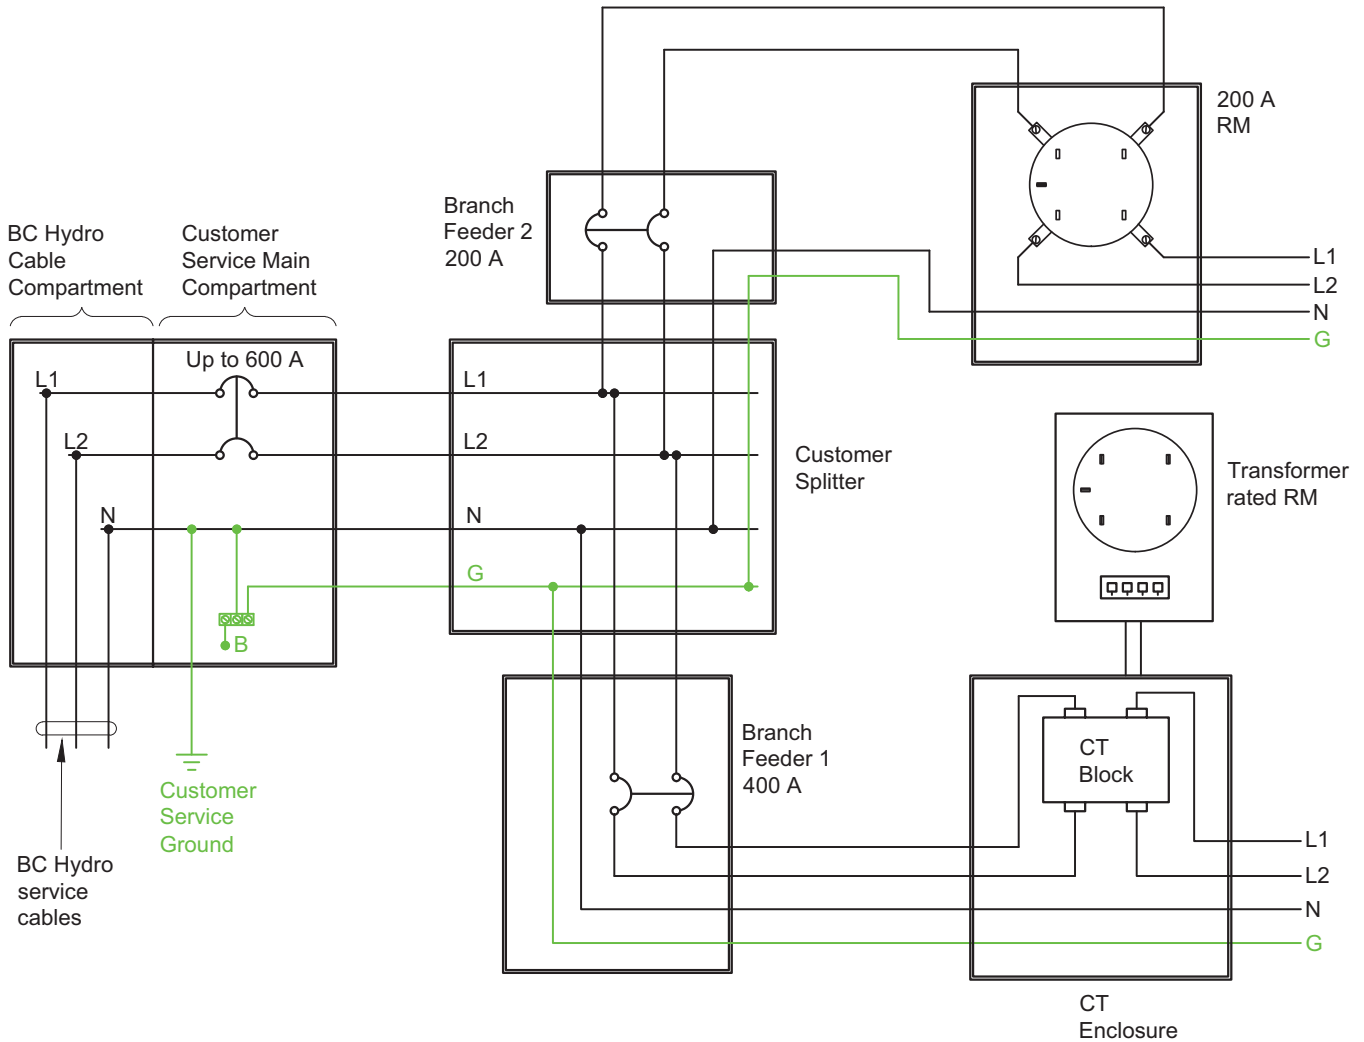 200 A
RM
Branch
Feeder 2
200 A
BC Hydro
Cable
Compartment
Customer
Service Main
Compartment
L1
L2
N
G
Up to 600 A
L1
L1
L2
L2
Customer
Splitter
Transformer
rated RM
N
N
G
B
Branch
Feeder 1
400 A
CT
Block
Customer
Service
Ground
BC Hydro
service
cables
L1
L2
N
G
CT
Enclosure